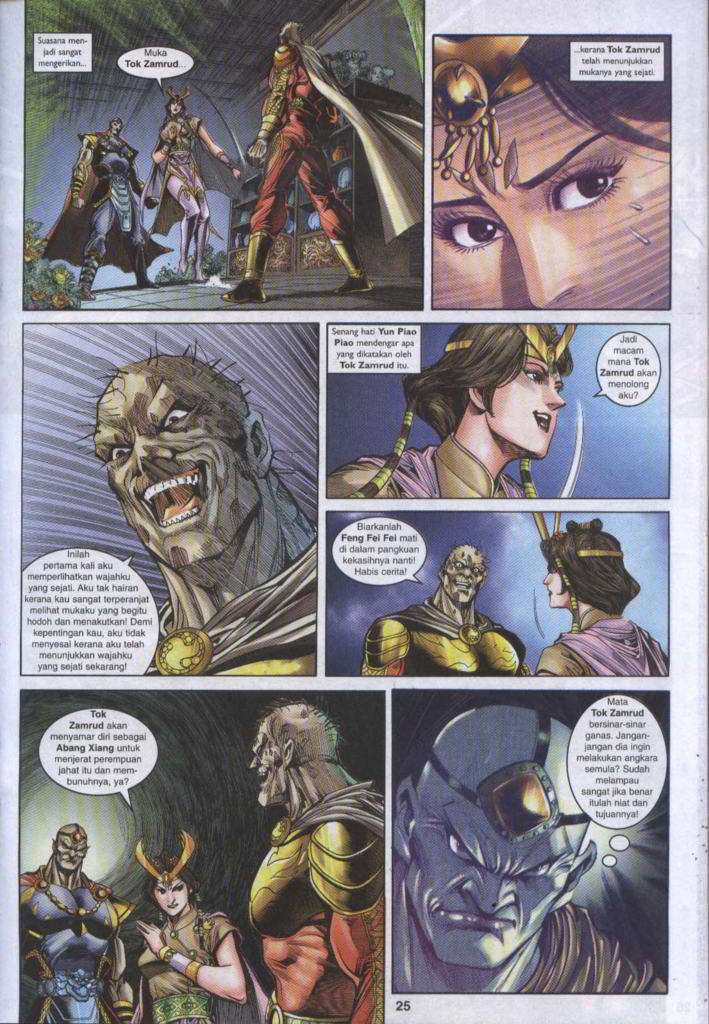 Suasana men-
jadi sangat
mengerikan...
Muka
Tok Zamrud...
...kerana Tok Zamrud
telah menunjukkan
mukanya yang sejati.
Inilah
pertama kali aku
memperlihatkan wajahku
yang sejati. Aku tak hairan
kerana kau sangat terperanjat
melihat mukaku yang begitu
hodoh dan menakutkan! Demi
kepentingan kau, aku tidak
menyesal kerana aku telah
menunjukkan wajahku
yang sejati sekarang!
Senang hati Yun Piao
Piao mendengar apa
yang dikatakan oleh
Tok Zamrud itu.
Jadi
macam
mana Tok
Zamrud akan
menolong
aku?
Biarkanlah
Feng Fei Fei mati
di dalam pangkuan
kekasihnya nanti!
Habis cerita!
Tok
Zamrud akan
menyamar diri sebagai
Abang Xiang untuk
menjerat perempuan
jahat itu dan mem-
bunuhnya, ya?
Mata
Tok Zamrud
bersinar-sinar
ganas. Jangan-
jangan dia ingin
melakukan angkara
semula? Sudah
melampau
sangat jika benar
itulah niat dan
tujuannya!
25